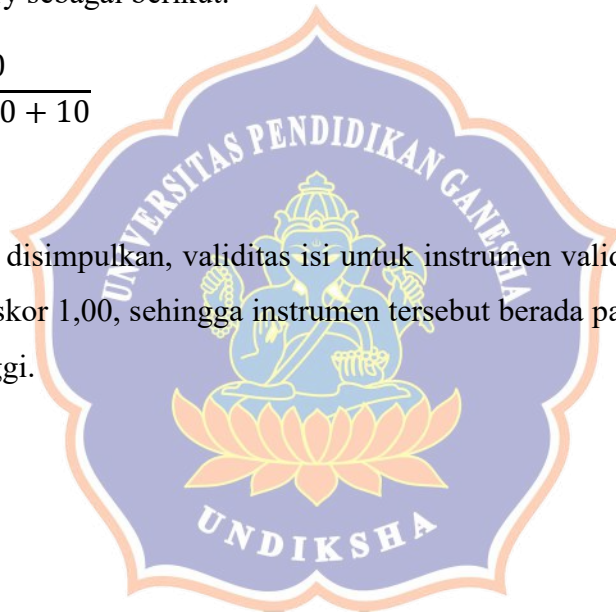 y sebagai berikut.
0
0 + 10
UNIVERSITAS PENDIDIKAN GANESHA
disimpulkan, validitas isi untuk instrumen valid
skor 1,00, sehingga instrumen tersebut berada pa
ggi.
UNDIKSHA